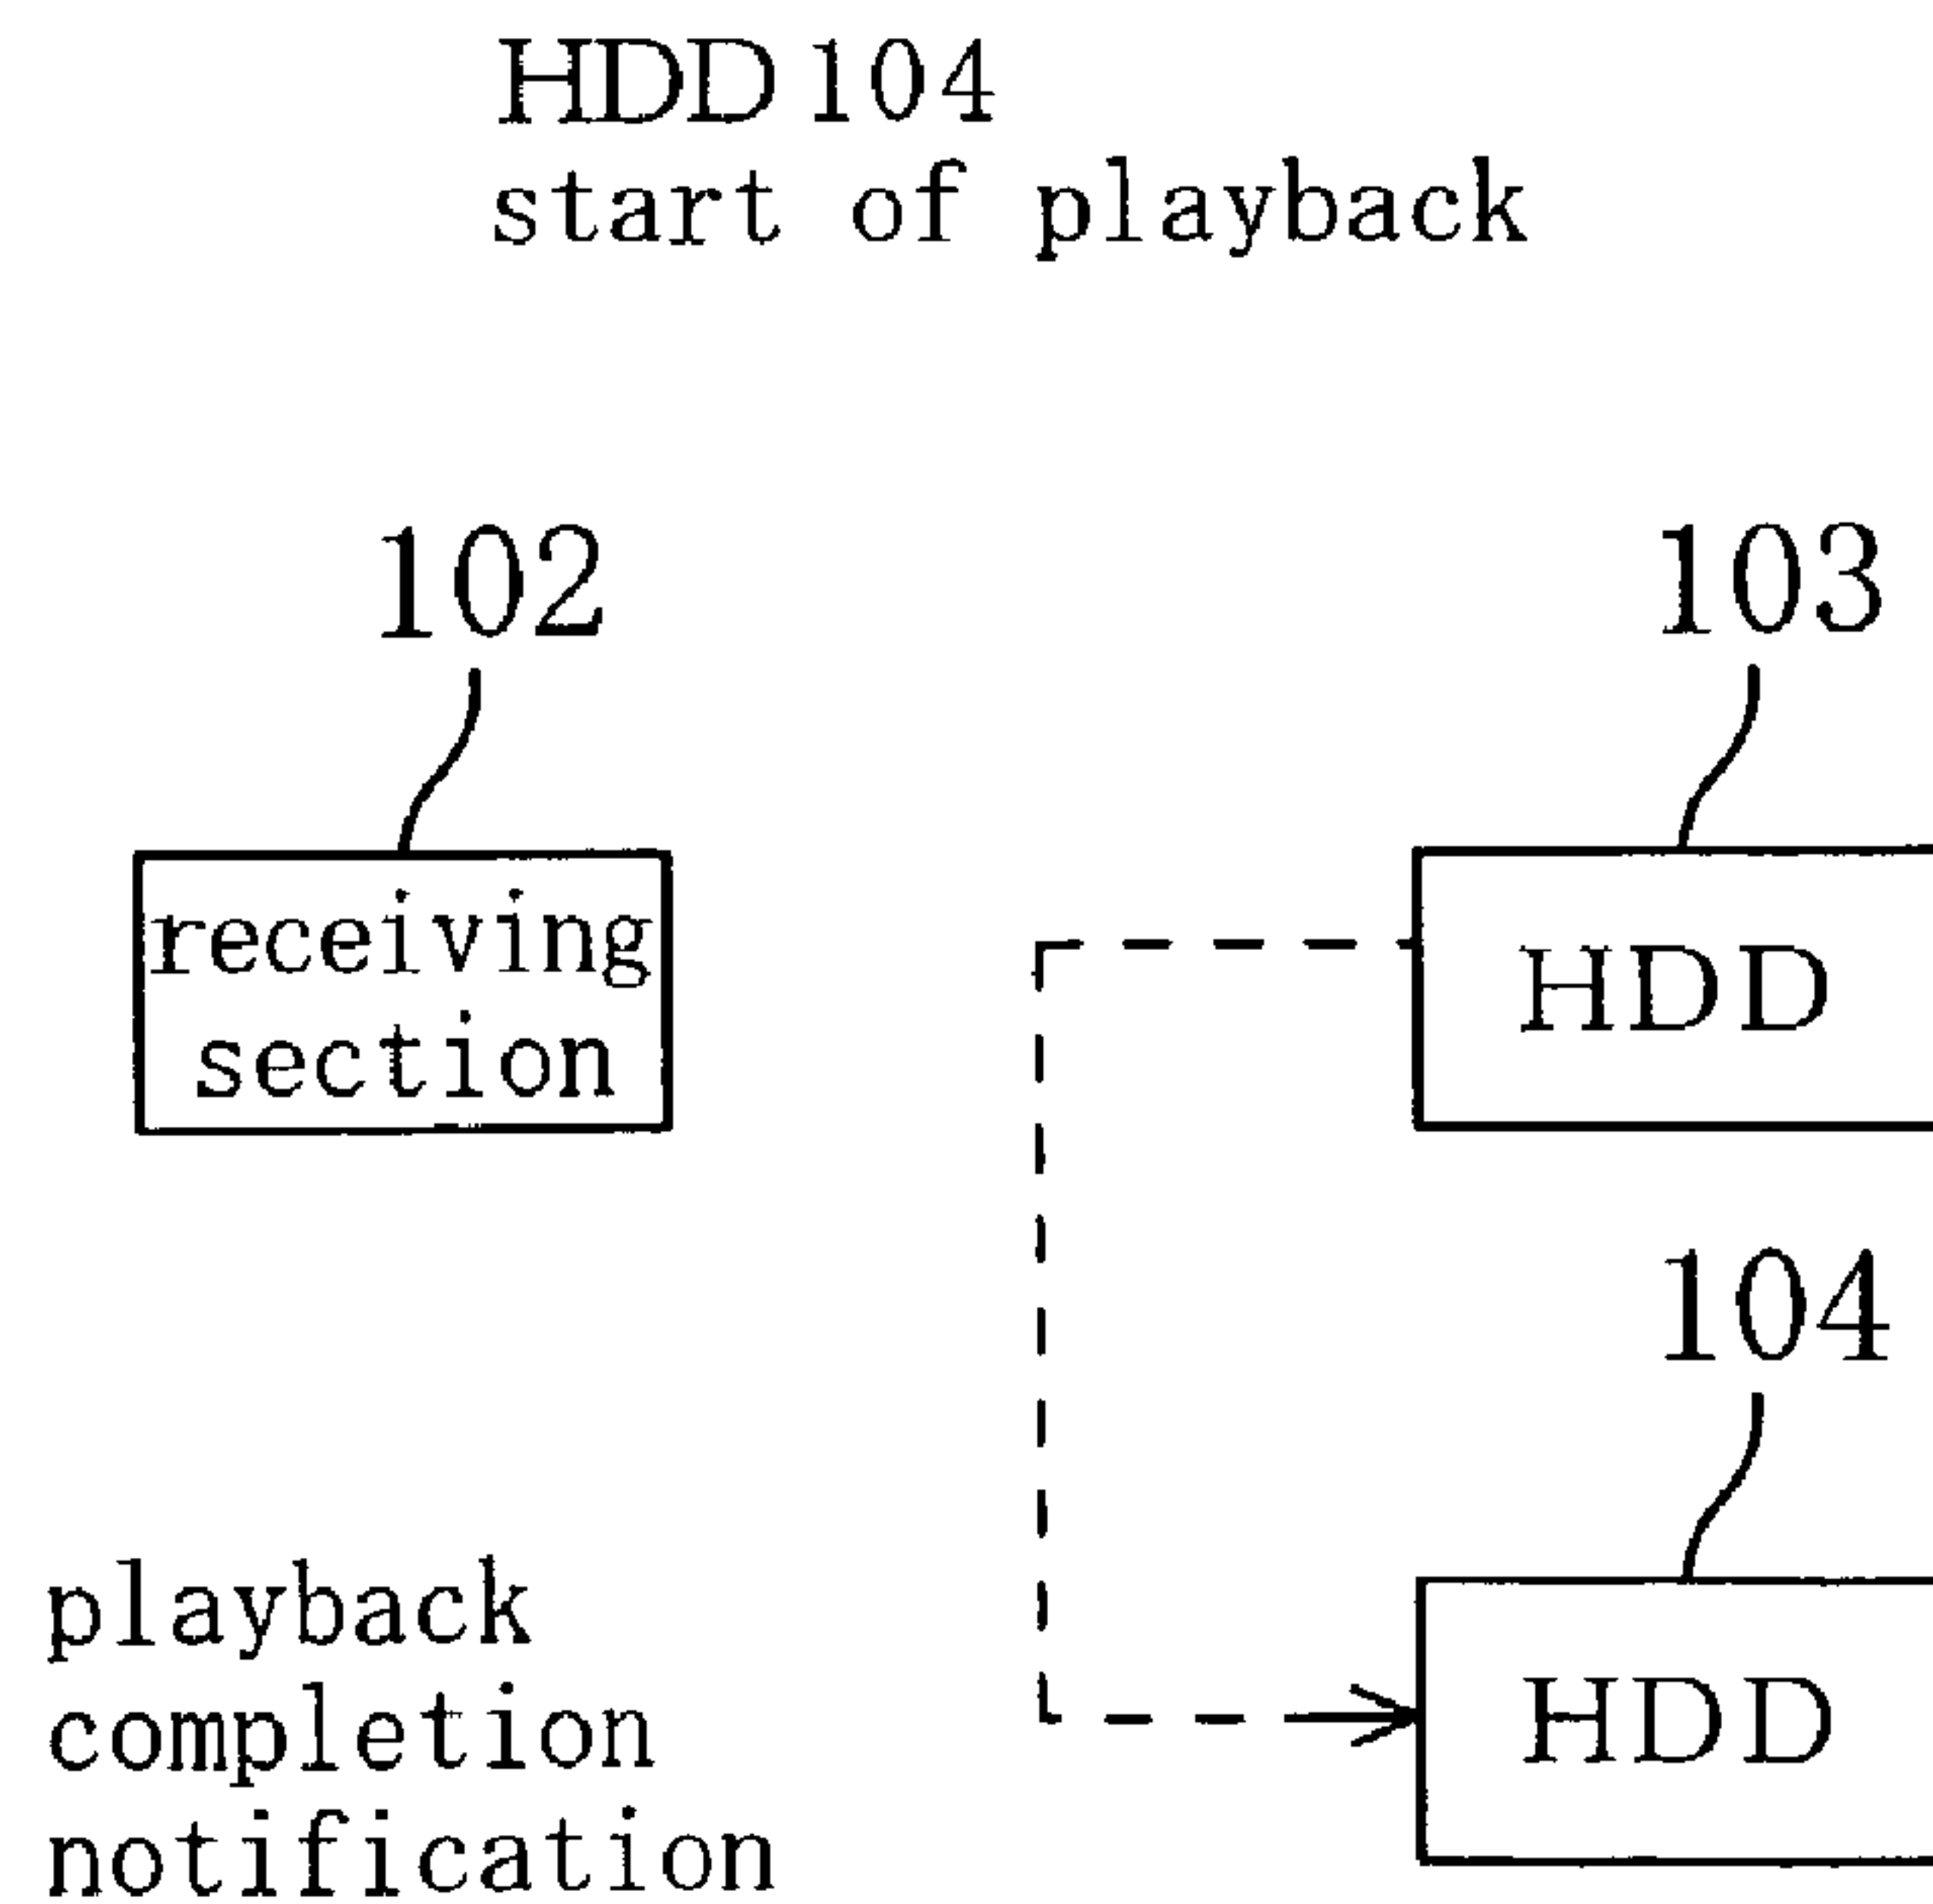 HDD104
start of playback
102
103
receiving
section
HDD
104
HDD
playback
completion
notification